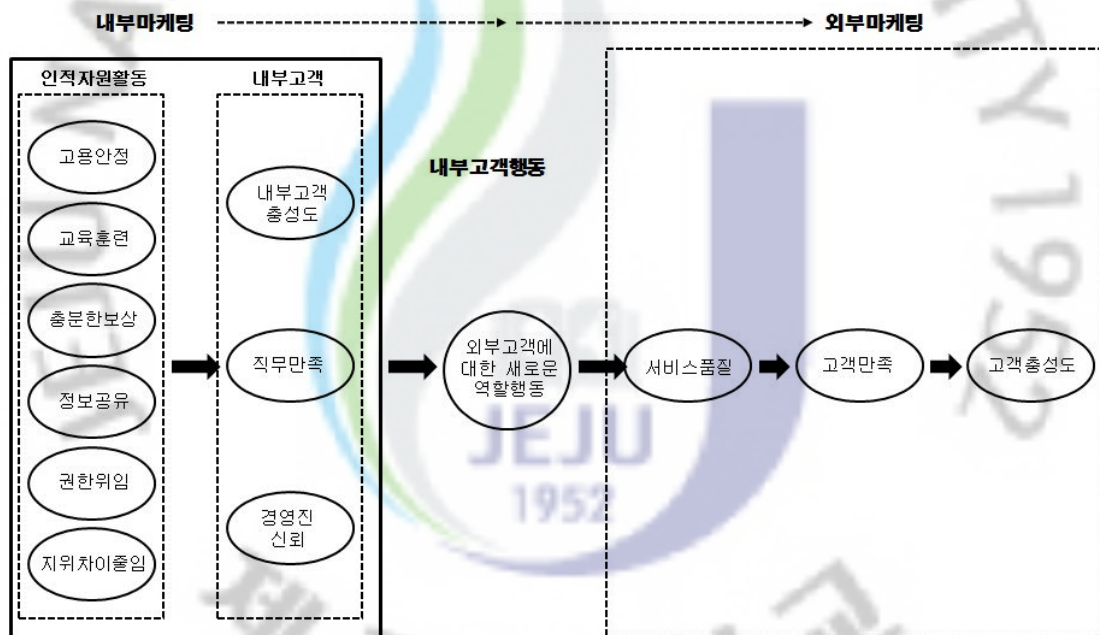 내부마케팅
외부마케팅
인적자원활동
내부고객
고용안정
교육훈련
충분한보상
정보공유
권한위임
지위차이줄임
내부고객
충성도
직무만족
경영진
신뢰
내부고객행동
외부고객에
대한 새로운
역할행동
서비스품질
고객만족
고객충성도
JEJU
1952
ITY 1952